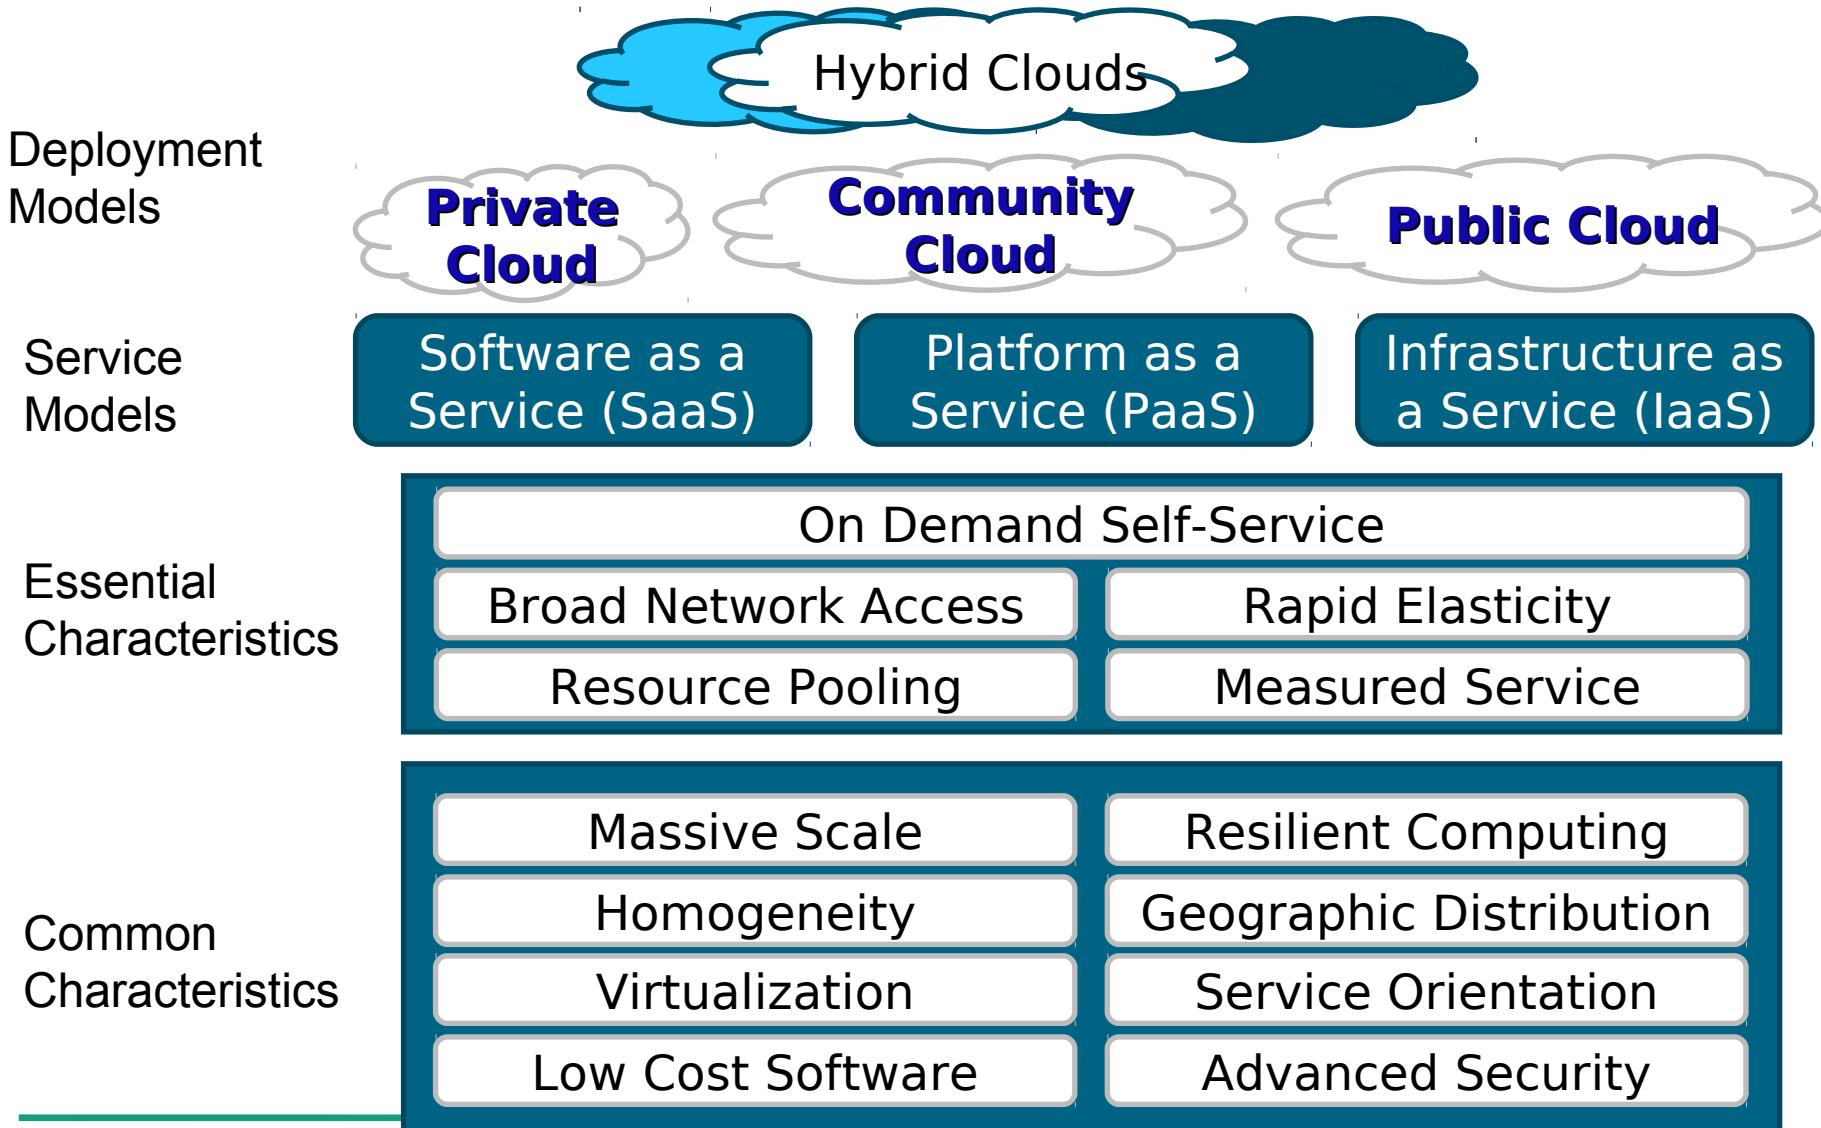 Hybrid Clouds
Deployment
Models
Private
Cloud
Community
Cloud
Public Cloud
Service
Models
Software as a
Service (SaaS)
Platform as a
Service (PaaS)
Infrastructure as
a Service (IaaS)
Essential
Characteristics
On Demand Self-Service
Broad Network Access
Rapid Elasticity
Resource Pooling
Measured Service
Common
Characteristics
Massive Scale
Resilient Computing
Homogeneity
Geographic Distribution
Virtualization
Service Orientation
Low Cost Software
Advanced Security